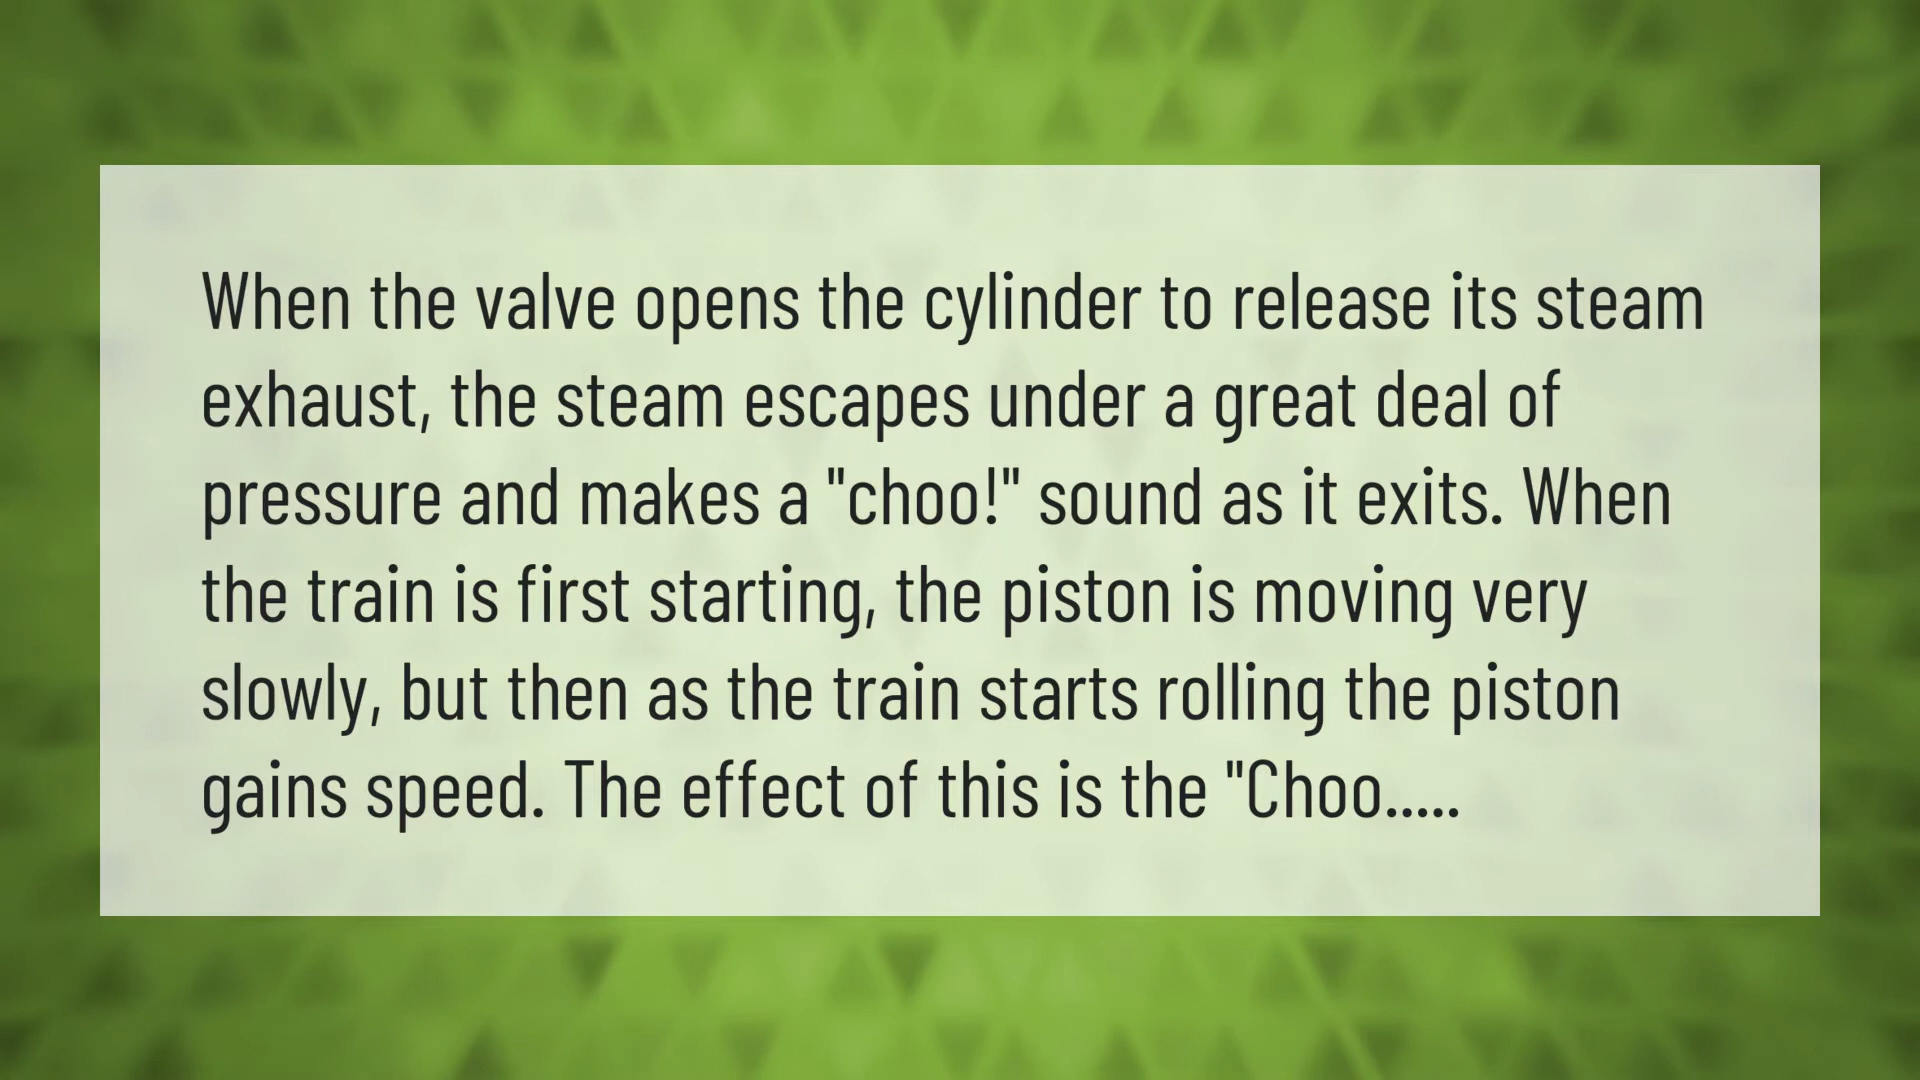 When the valve opens the cylinder to release its steam
exhaust, the steam escapes under a great deal of
pressure and makes a "choo!" sound as it exits. When
the train is first starting, the piston is moving very
slowly, but then as the train starts rolling the piston
gains speed. The effect of this is the "Choo.....